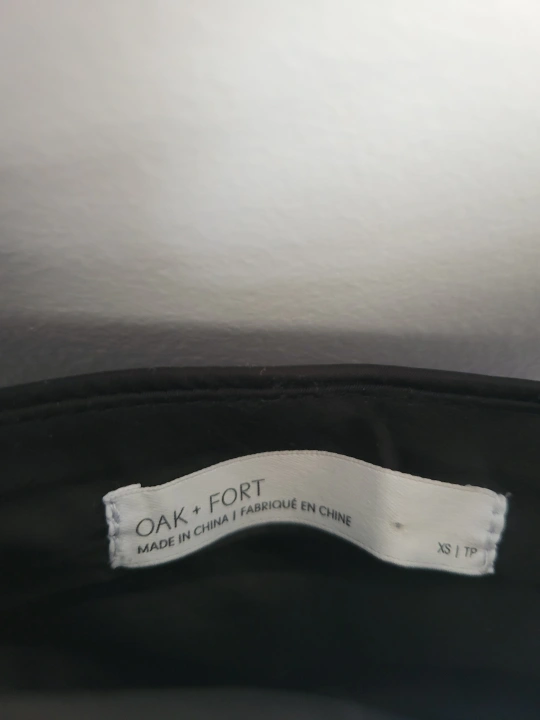 OAK + FORT
MADE IN CHINA | FABRIQUÉ EN CHINE
XS | TP